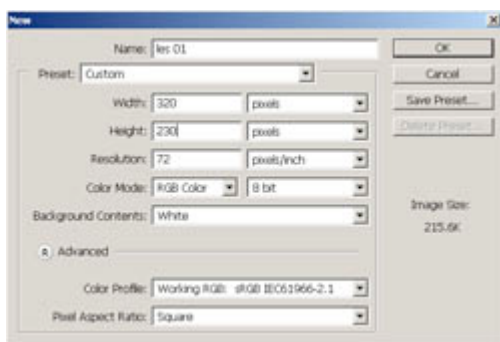 New
Name: les 01
OK
Preset: Custom
Cancel
Width: 320 pixels
Save Preset...
Height: 230 pixels
Delete Preset...
Resolution: 72 pixels/inch
Color Mode: RGB Color 8 bit
Image Size:
Background Contents: White
215.6K
Advanced
Color Profile: Working RGB: sRGB IEC61966-2.1
Pixel Aspect Ratio: Square